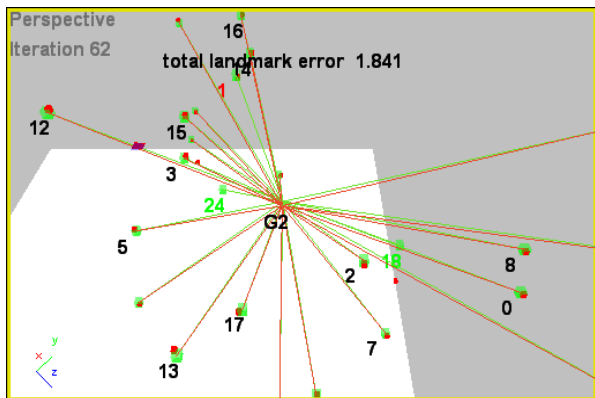 Perspective
16
Iteration 62
total landmark error 1.841
14
1
12
15
3
24
G2
5
18
8
2
0
17
7
13
x
y
z